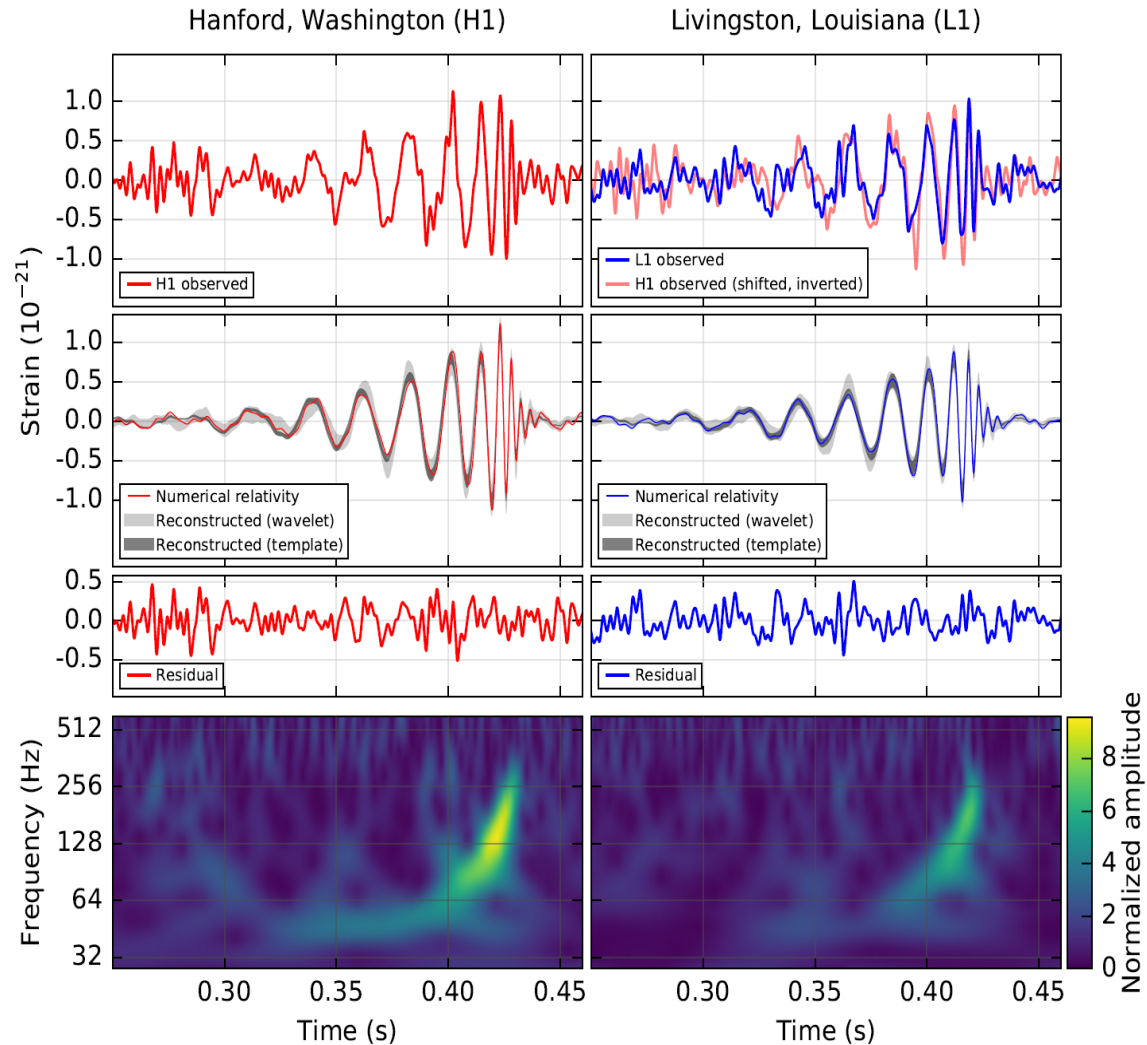 Hanford, Washington (H1)
Livingston, Louisiana (L1)
Strain (10⁻²¹)
1.0
0.5
0.0
-0.5
-1.0
H1 observed
L1 observed
H1 observed (shifted, inverted)
1.0
0.5
0.0
-0.5
-1.0
Numerical relativity
Reconstructed (wavelet)
Reconstructed (template)
Numerical relativity
Reconstructed (wavelet)
Reconstructed (template)
0.5
0.0
-0.5
Residual
Residual
Frequency (Hz)
512
256
128
64
32
Normalized amplitude
8
6
4
2
0
0.30 0.35 0.40 0.45
0.30 0.35 0.40 0.45
Time (s)
Time (s)